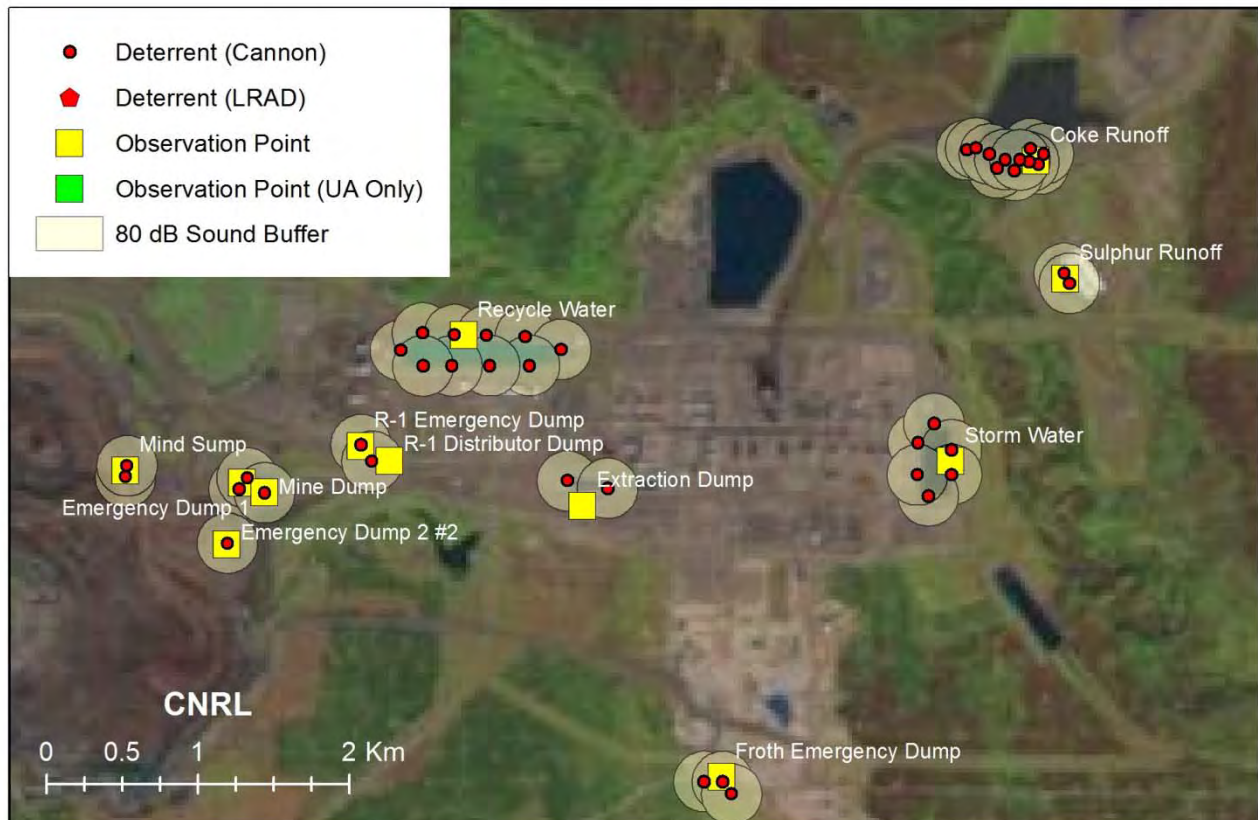 Deterrent (Cannon)
Deterrent (LRAD)
Observation Point
Observation Point (UA Only)
80 dB Sound Buffer
Coke Runoff
Sulphur Runoff
Recycle Water
R-1 Emergency Dump
R-1 Distributor Dump
Mind Sump
Storm Water
Extraction Dump
Mine Dump
Emergency Dump 1
Emergency Dump 2 #2
CNRL
0 0.5 1 2 Km
Froth Emergency Dump